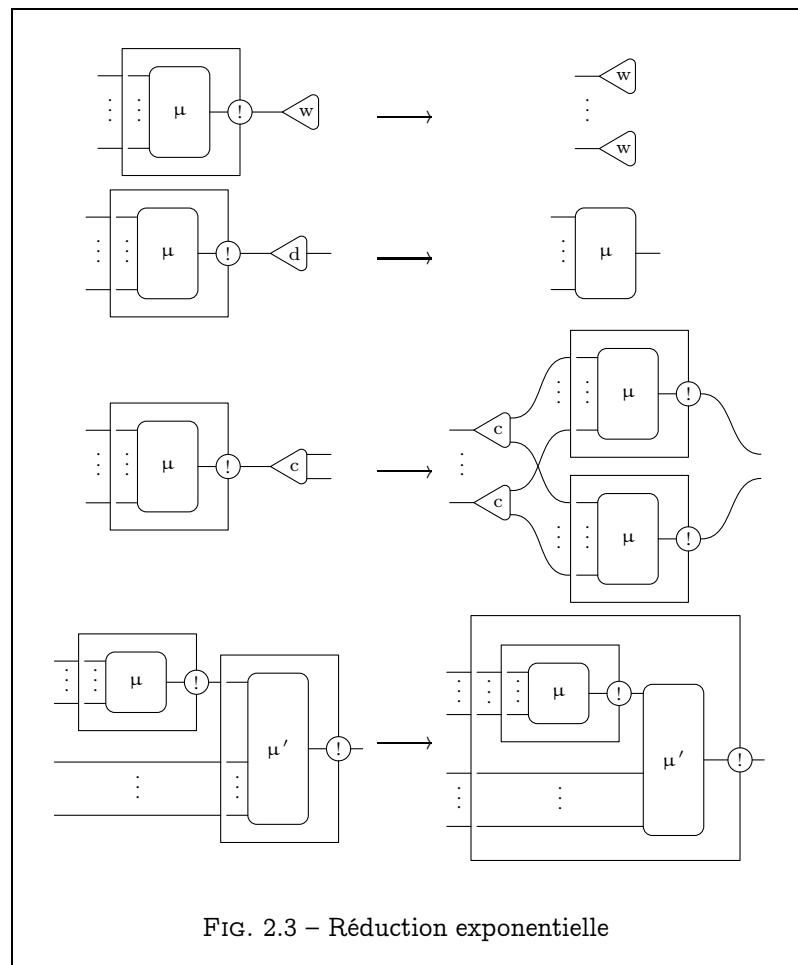 μ ! w w
w
μ ! d μ
μ !
μ ! c c
c
μ !
μ ! μ !
μ′ ! μ′ !
FIG. 2.3 – Réduction exponentielle